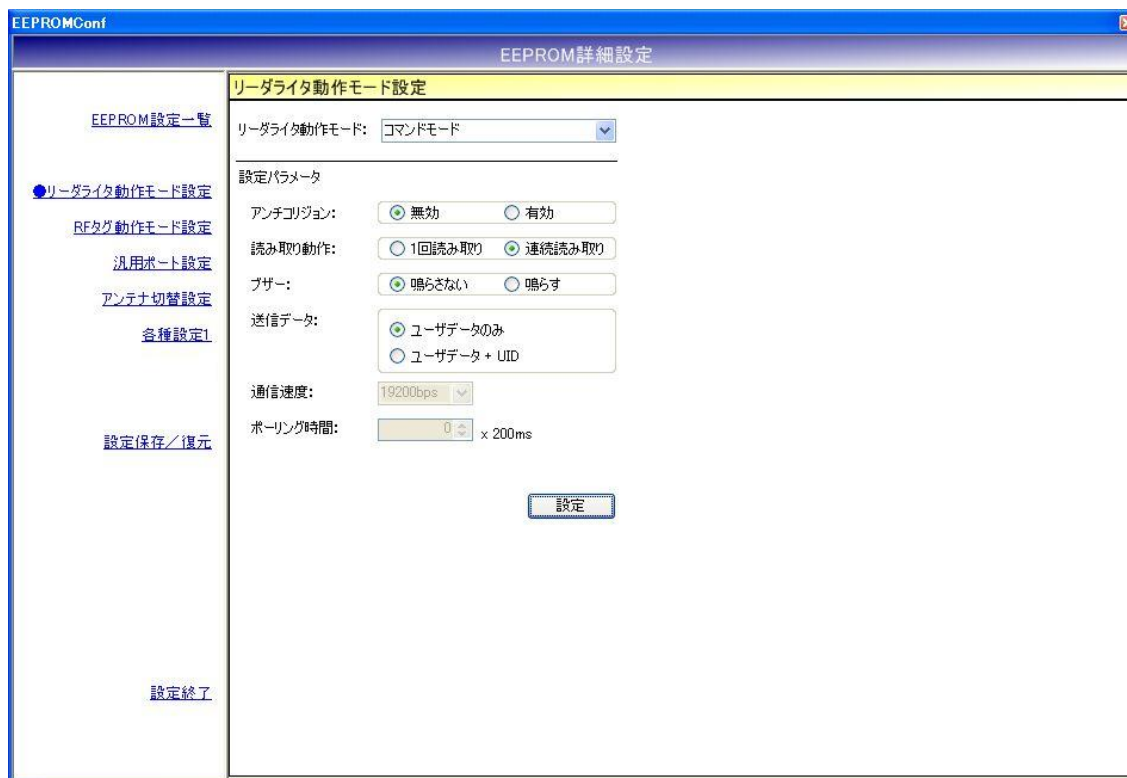 EEPROMConf
EEPROM詳細設定
EEPROM設定一覧
●リーダライタ動作モード設定
RFタグ動作モード設定
汎用ポート設定
アンテナ切替設定
各種設定1
設定保存／復元
設定終了
リーダライタ動作モード設定
リーダライタ動作モード: コマンドモード
設定パラメータ
アンチコリジョン: 無効 有効
読み取り動作: 1回読み取り 連続読み取り
ブザー: 鳴らさない 鳴らす
送信データ: ユーザデータのみ
ユーザデータ + UID
通信速度: 19200bps
ポーリング時間: 0 x 200ms
設定